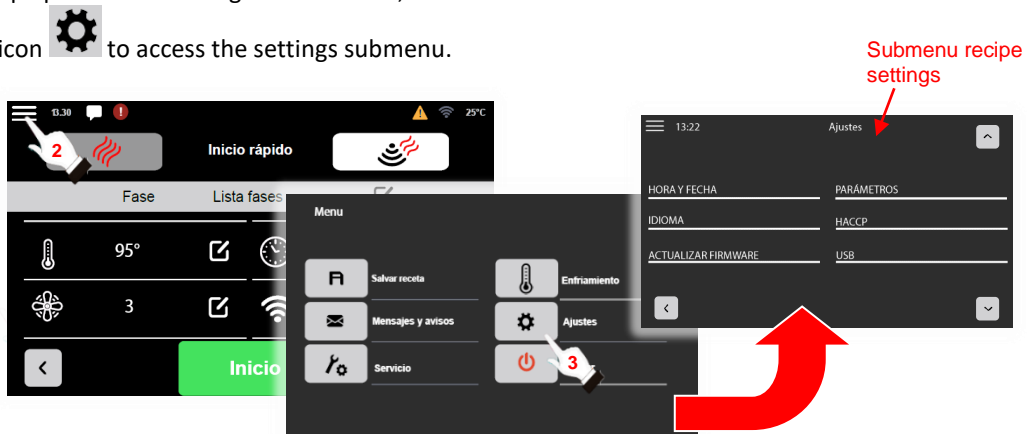 icon to access the settings submenu.
Submenu recipe
settings
13.30
25°C
2
Inicio rápido
Fase
Lista fases
95°
3
Inicio
Menu
Salvar receta
Enfriamiento
Mensajes y avisos
Ajustes
Servicio
3
13:22
Ajustes
HORA Y FECHA
PARÁMETROS
IDIOMA
HACCP
ACTUALIZAR FIRMWARE
USB